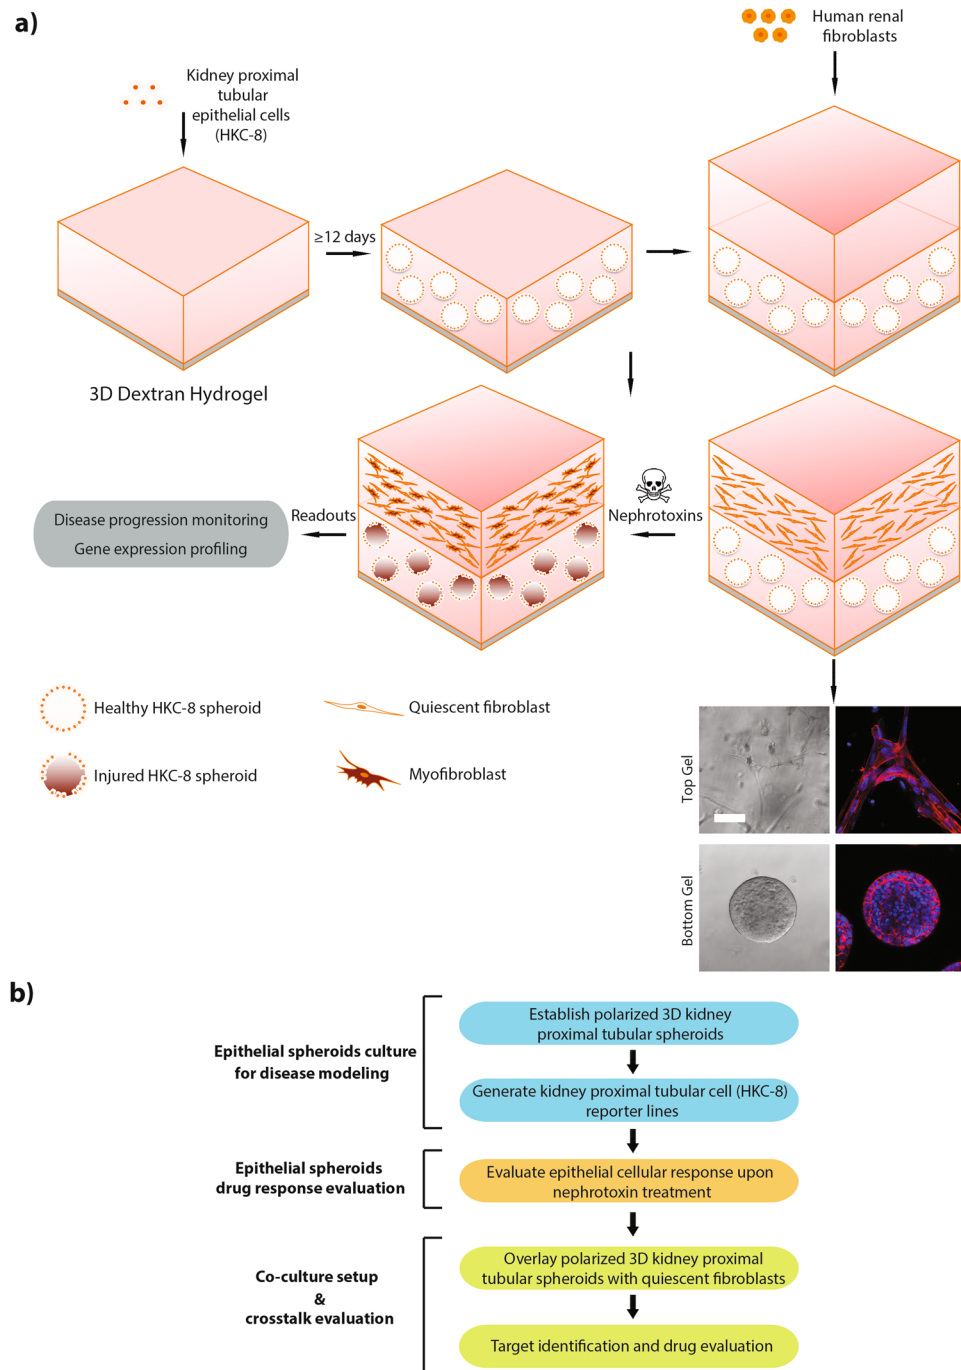 a)
Human renal
fibroblasts
Kidney proximal
tubular
epithelial cells
(HKC-8)
≥12 days
3D Dextran Hydrogel
Nephrotoxins
Readouts
Disease progression monitoring
Gene expression profiling
Healthy HKC-8 spheroid
Quiescent fibroblast
Injured HKC-8 spheroid
Myofibroblast
Top Gel
Bottom Gel
b)
Epithelial spheroids culture
for disease modeling
Establish polarized 3D kidney
proximal tubular spheroids
Generate kidney proximal tubular cell (HKC-8)
reporter lines
Epithelial spheroids
drug response evaluation
Evaluate epithelial cellular response upon
nephrotoxin treatment
Co-culture setup
&
crosstalk evaluation
Overlay polarized 3D kidney proximal
tubular spheroids with quiescent fibroblasts
Target identification and drug evaluation